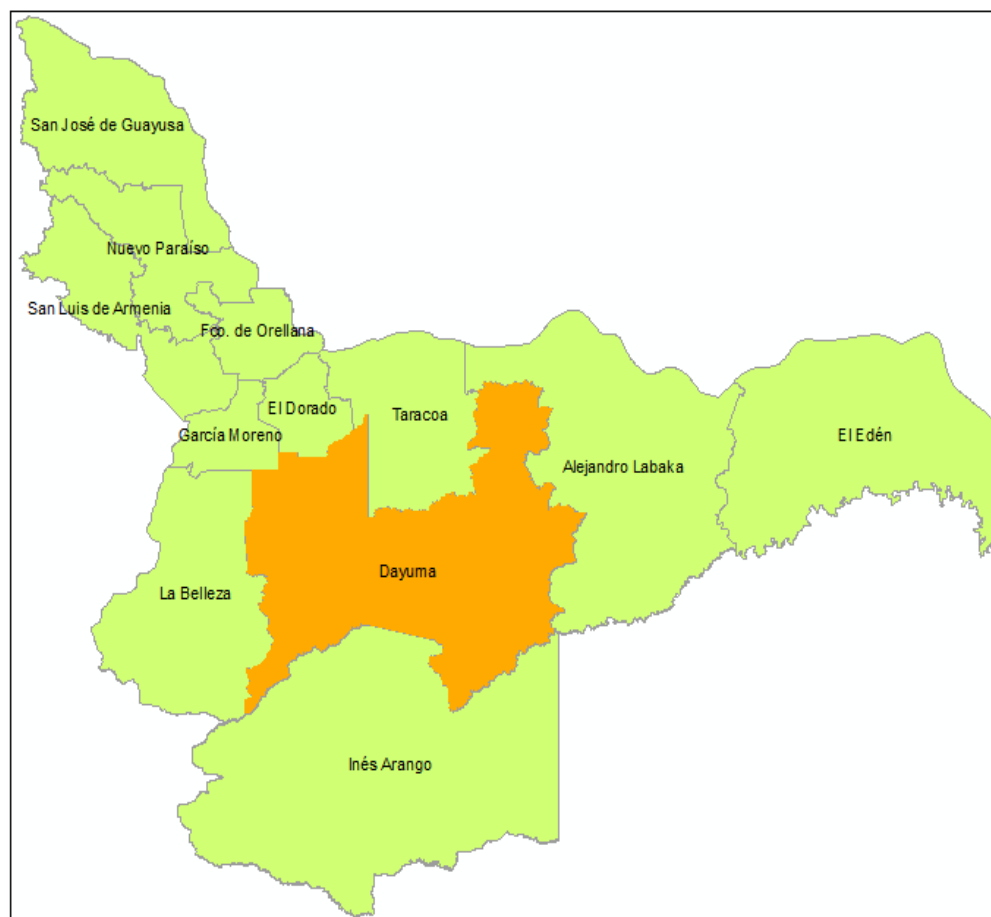 San José de Guayusa
Nuevo Paraíso
San Luis de Armenia
Fco. de Orellana
El Dorado
Taracoa
García Moreno
El Edén
Alejandro Labaka
Dayuma
La Belleza
Inés Arango